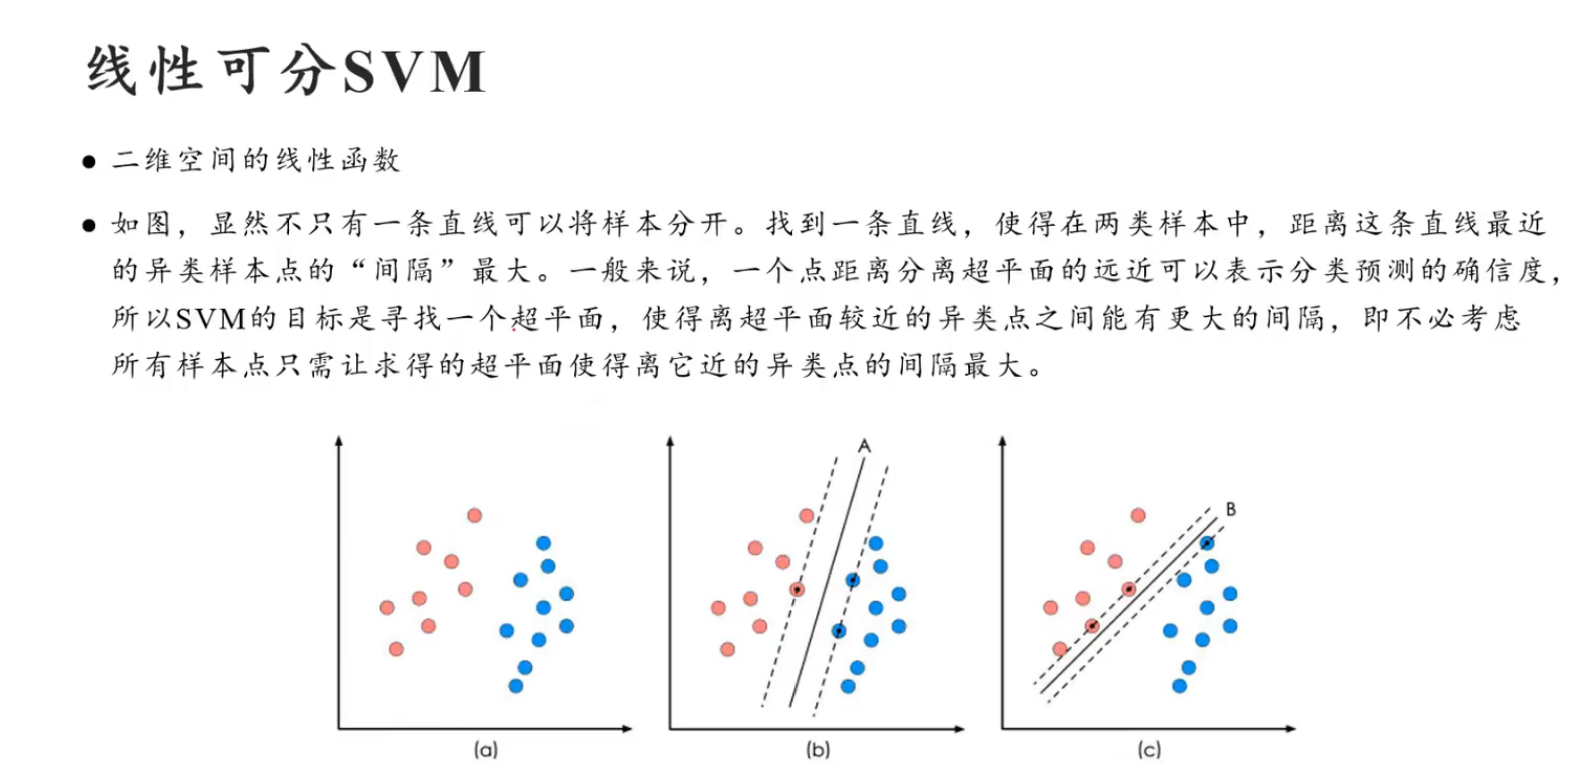 线性可分SVM
● 二维空间的线性函数
● 如图，显然不只有一条直线可以将样本分开。找到一条直线，使得在两类样本中，距离这条直线最近
的异类样本点的“间隔”最大。一般来说，一个点距离分离超平面的远近可以表示分类预测的确信度，
所以SVM的目标是寻找一个超平面，使得离超平面较近的异类点之间能有更大的间隔，即不必考虑
所有样本点只需让求得的超平面使得离它近的异类点的间隔最大。
A
B
(a)
(b)
(c)